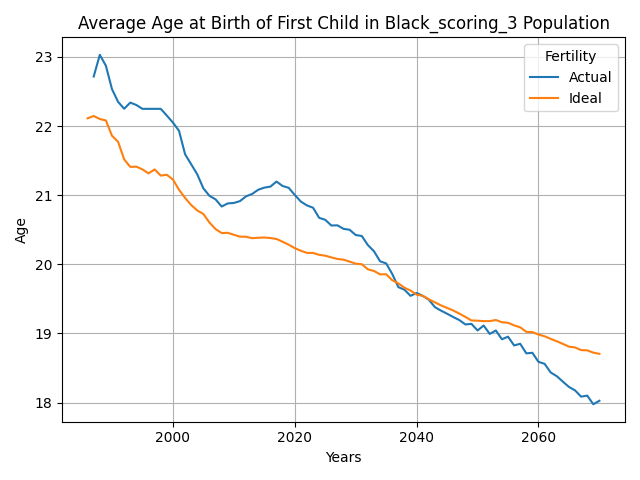 Average Age at Birth of First Child in Black_scoring_3 Population
Fertility
Actual
Ideal
Age
23
22
21
20
19
18
2000 2020 2040 2060
Years